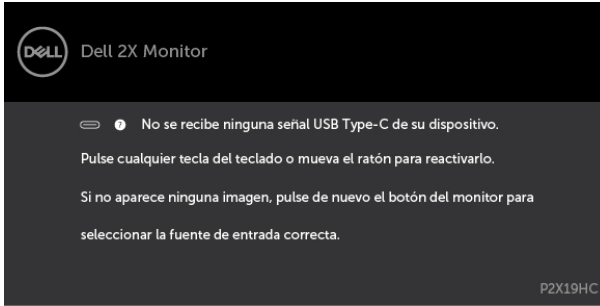 DELL
Dell 2X Monitor
? No se recibe ninguna señal USB Type-C de su dispositivo.
Pulse cualquier tecla del teclado o mueva el ratón para reactivarlo.
Si no aparece ninguna imagen, pulse de nuevo el botón del monitor para
seleccionar la fuente de entrada correcta.
P2X19HC